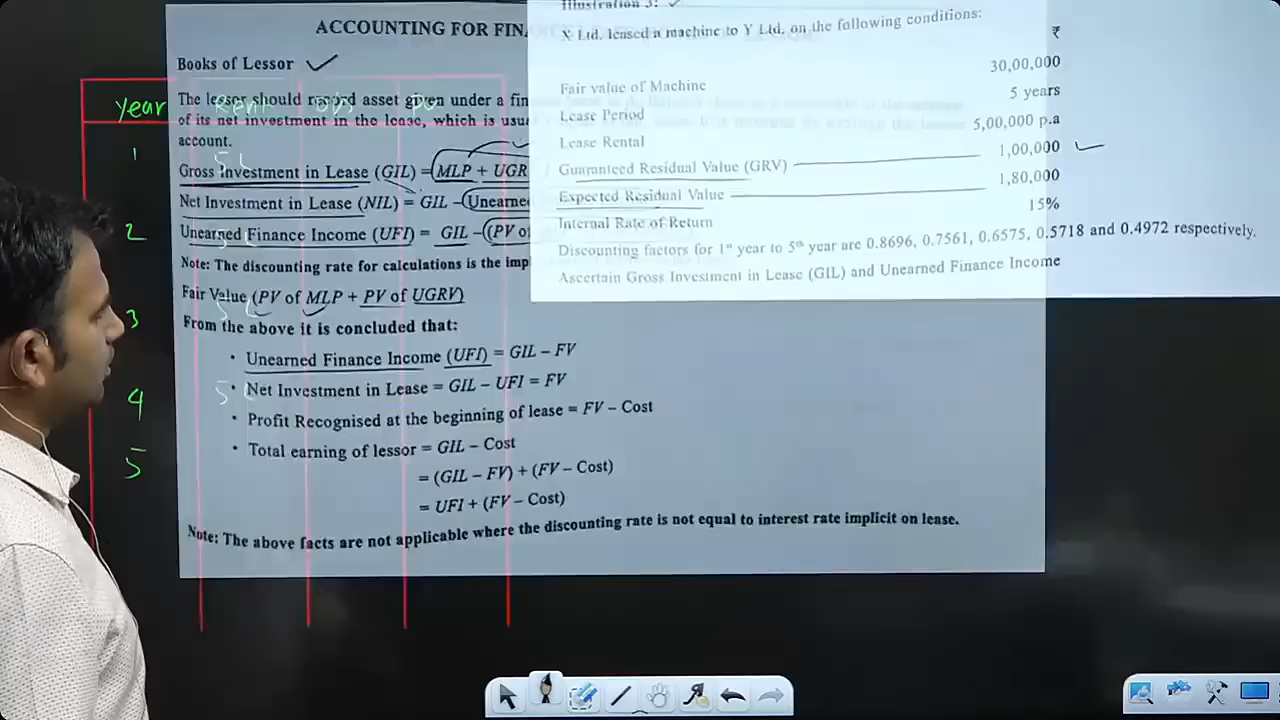 ACCOUNTING FOR FIN
Books of Lessor
The lessor should record asset given under a fin
of its net investment in the lease, which is usu
account.
Gross Investment in Lease (GIL) = MLP + UGR
Net Investment in Lease (NIL) = GIL – (Unearne
Unearned Finance Income (UFI) = GIL – (PV o
Note: The discounting rate for calculations is the imp
Fair Value (PV of MLP + PV of UGRV)
From the above it is concluded that:
• Unearned Finance Income (UFI) = GIL – FV
• Net Investment in Lease = GIL – UFI = FV
• Profit Recognised at the beginning of lease = FV – Cost
• Total earning of lessor = GIL – Cost
= (GIL – FV) + (FV – Cost)
= UFI + (FV – Cost)
Note: The above facts are not applicable where the discounting rate is not equal to interest rate implicit on lease.
Illustration 3:
X Ltd. leased a machine to Y Ltd. on the following conditions:
₹
Fair value of Machine 30,00,000
Lease Period 5 years
Lease Rental 5,00,000 p.a
Guaranteed Residual Value (GRV) 1,00,000
Expected Residual Value 1,80,000
Internal Rate of Return 15%
Discounting factors for 1st year to 5th year are 0.8696, 0.7561, 0.6575, 0.5718 and 0.4972 respectively.
Ascertain Gross Investment in Lease (GIL) and Unearned Finance Income
Year Rent
1 5 L
2 5 L
3 5 L
4 5
5